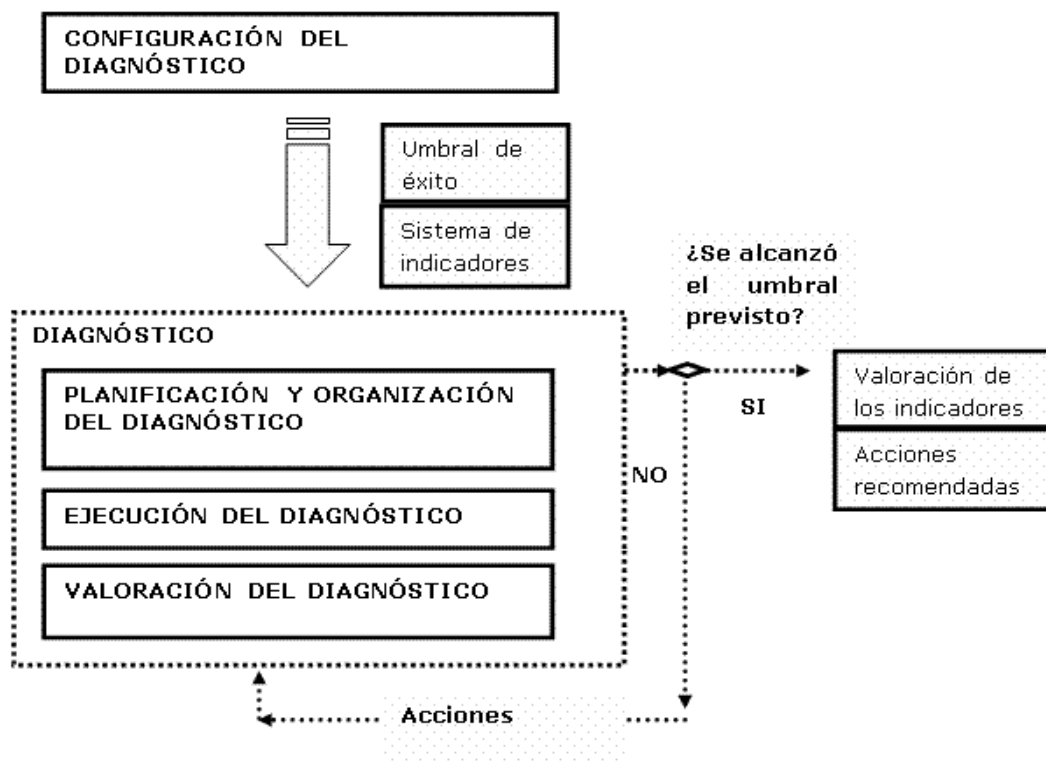 CONFIGURACIÓN DEL
DIAGNÓSTICO
Umbral de
éxito
Sistema de
indicadores
¿Se alcanzó
el umbral
previsto?
DIAGNÓSTICO
PLANIFICACIÓN Y ORGANIZACIÓN
DEL DIAGNÓSTICO
EJECUCIÓN DEL DIAGNÓSTICO
VALORACIÓN DEL DIAGNÓSTICO
SI
NO
Valoración de
los indicadores
Acciones
recomendadas
Acciones